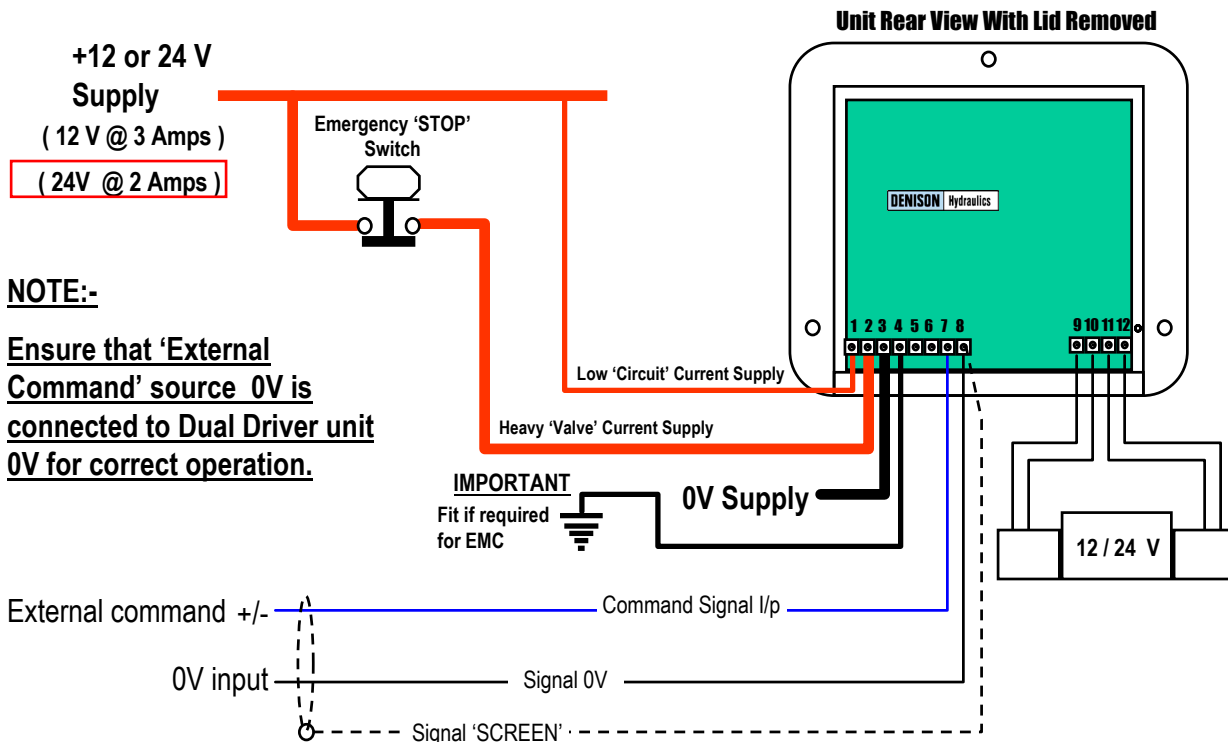 Unit Rear View With Lid Removed
+12 or 24 V
Supply
( 12 V @ 3 Amps )
( 24V @ 2 Amps )
Emergency ‘STOP’
Switch
DENISON Hydraulics
NOTE:-
Ensure that ‘External
Command’ source 0V is
connected to Dual Driver unit
0V for correct operation.
1 2 3 4 5 6 7 8
9 10 11 12
Low ‘Circuit’ Current Supply
Heavy ‘Valve’ Current Supply
IMPORTANT
Fit if required
for EMC
0V Supply
12 / 24 V
External command +/-
Command Signal I/p
0V input
Signal 0V
Signal ‘SCREEN’